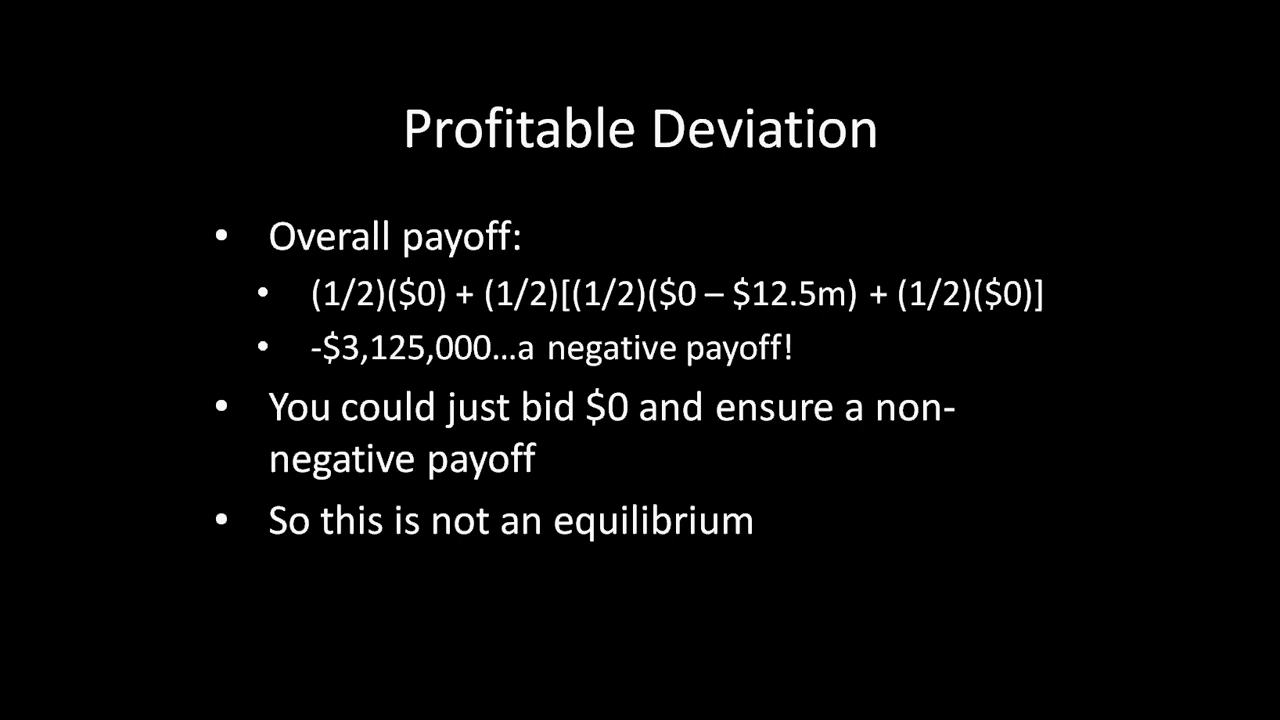 Profitable Deviation
• Overall payoff:
• (1/2)($0) + (1/2)[(1/2)($0 – $12.5m) + (1/2)($0)]
• -$3,125,000…a negative payoff!
• You could just bid $0 and ensure a non-
negative payoff
• So this is not an equilibrium